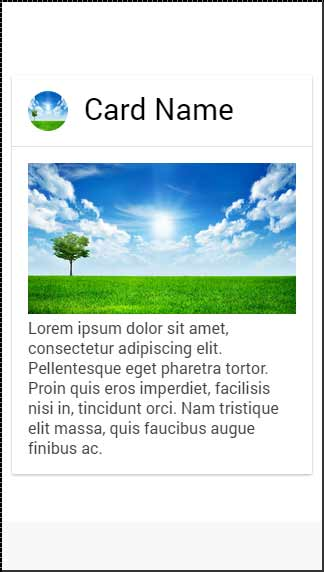 Card Name
Lorem ipsum dolor sit amet,
consectetur adipiscing elit.
Pellentesque eget pharetra tortor.
Proin quis eros imperdiet, facilisis
nisi in, tincidunt orci. Nam tristique
elit massa, quis faucibus augue
finibus ac.